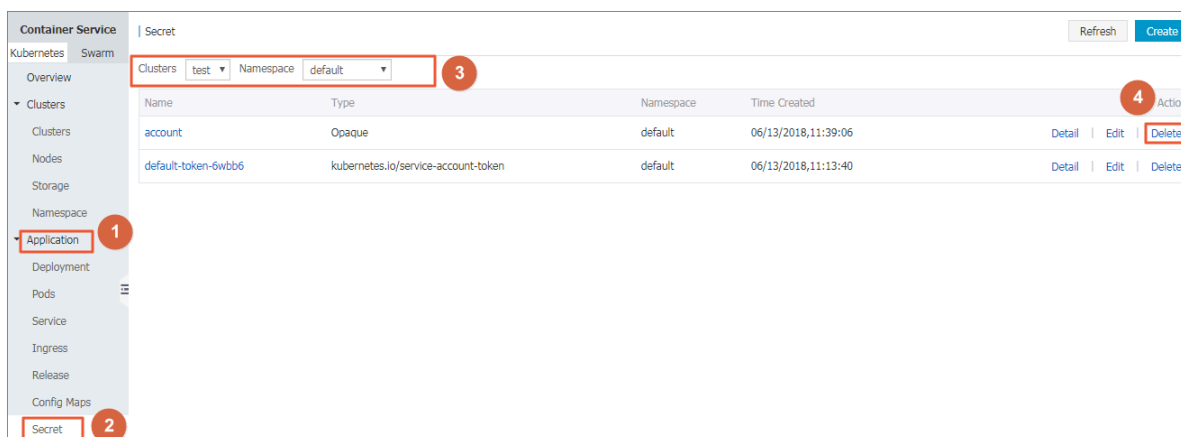 Container Service
Secret
Refresh
Create
Kubernetes Swarm
Overview
Clusters test Namespace default
3
Clusters
Name Type Namespace Time Created
4
Clusters
account Opaque default 06/13/2018,11:39:06 Detail Edit Delete
Nodes
default-token-6wbb6 kubernetes.io/service-account-token default 06/13/2018,11:13:40 Detail Edit Delete
Storage
Namespace
1
Application
Deployment
Pods
Service
Ingress
Release
Config Maps
Secret
2